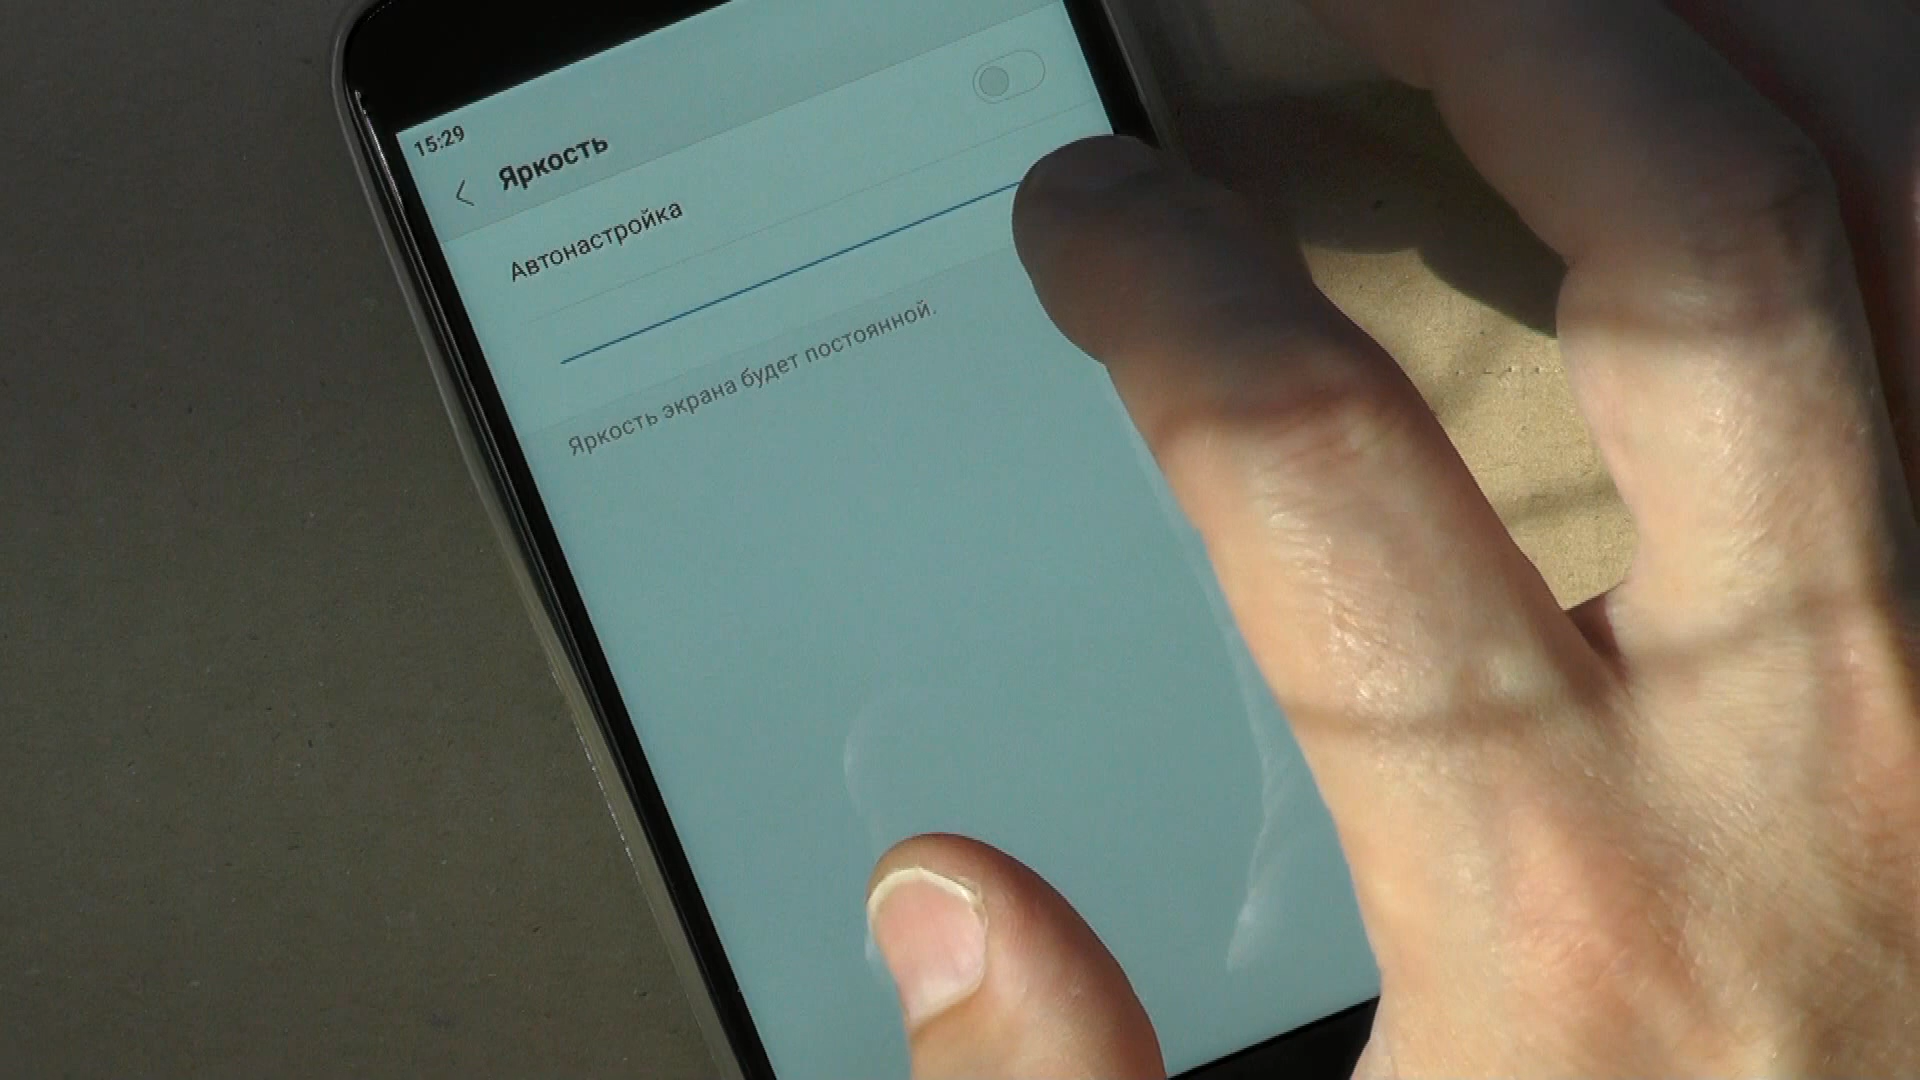 15:29
Яркость
Автонастройка
Яркость экрана будет постоянной.